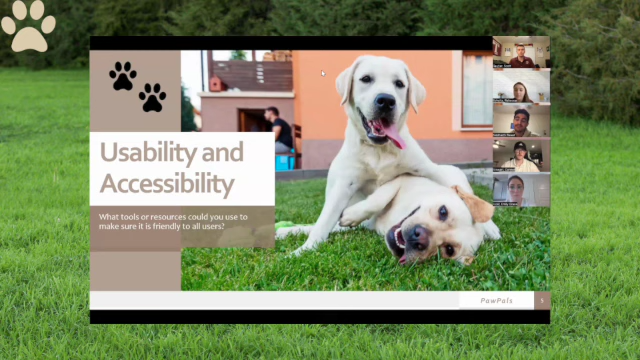 Usability and
Accessibility
What tools or resources could you use to
make sure it is friendly to all users?
PawPals